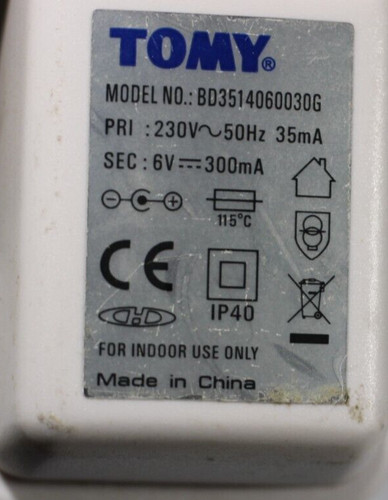 TOMY®
MODEL NO.: BD3514060030G
PRI : 230V～50Hz 35mA
SEC : 6V⎓300mA
115°C
CE
IP40
FOR INDOOR USE ONLY
Made in China